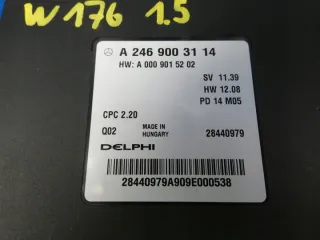 W176 1.5
A 246 900 31 14
HW: A 000 901 52 02
SV 11.39
HW 12.08
PD 14 M05
CPC 2.20
Q02 MADE IN HUNGARY 28440979
DELPHI
28440979A909E000538